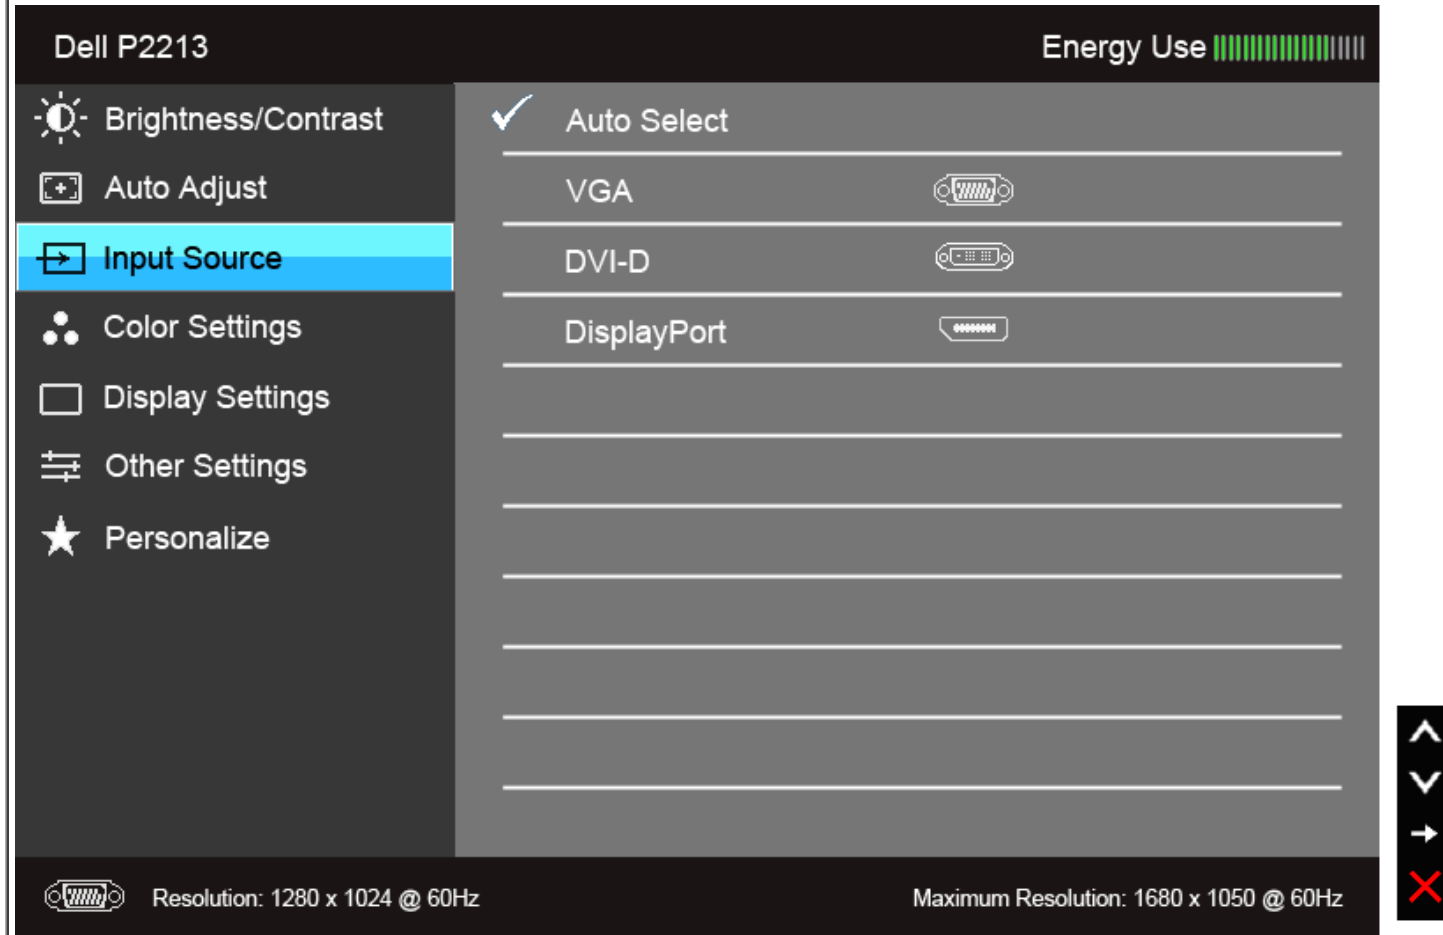 Dell P2213
Energy Use
Brightness/Contrast
Auto Adjust
Input Source
Color Settings
Display Settings
Other Settings
Personalize
Auto Select
VGA
DVI-D
DisplayPort
Resolution: 1280 x 1024 @ 60Hz
Maximum Resolution: 1680 x 1050 @ 60Hz